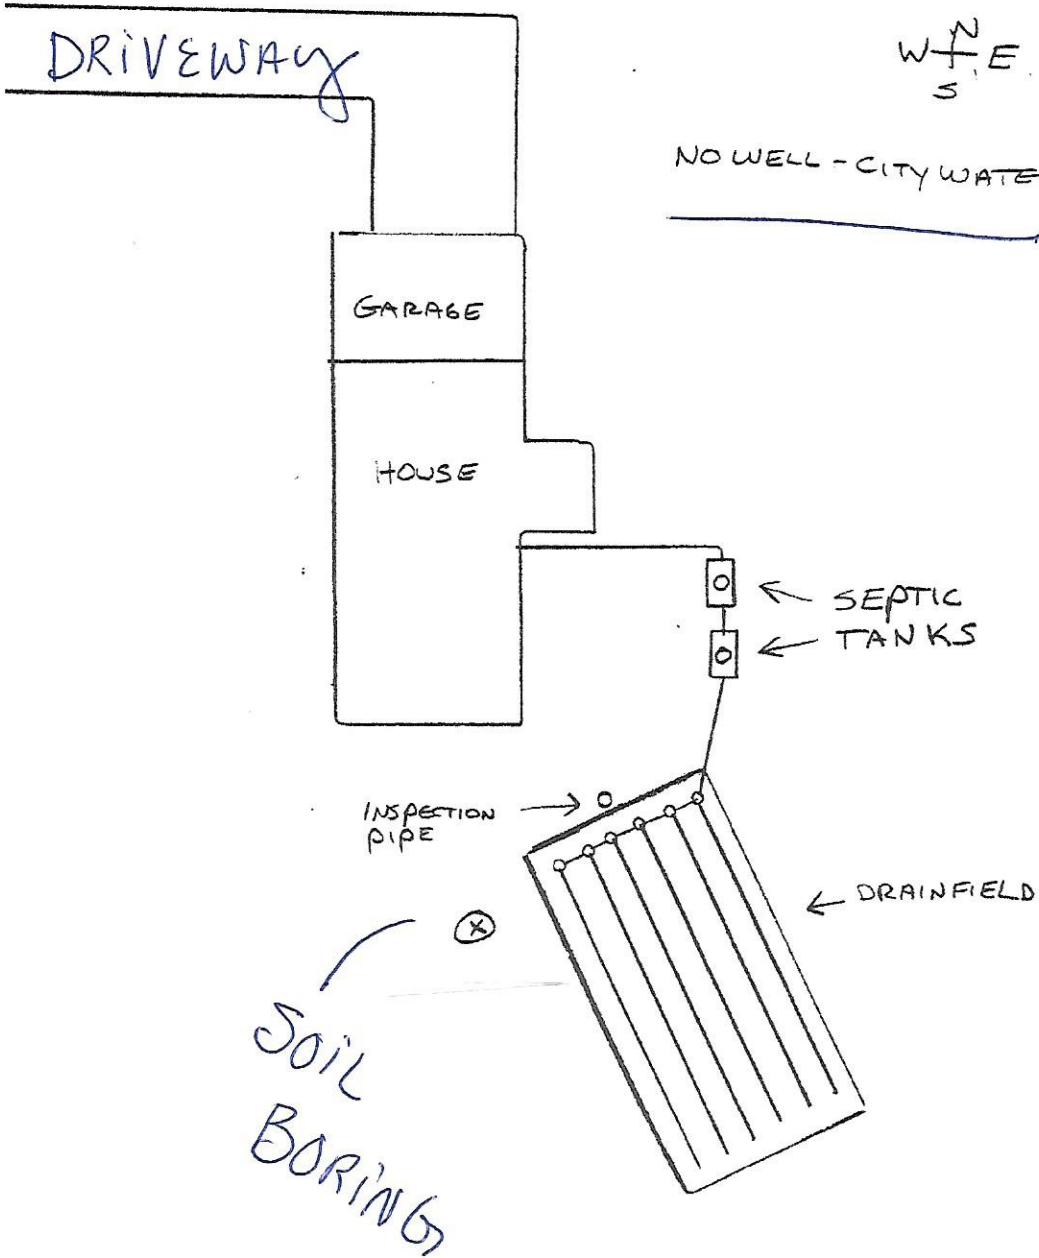 DRIVEWAY
N
W E
S
NO WELL - CITY WATE
GARAGE
HOUSE
SEPTIC
TANKS
INSPECTION
PIPE
DRAINFIELD
X
SOIL
BORING